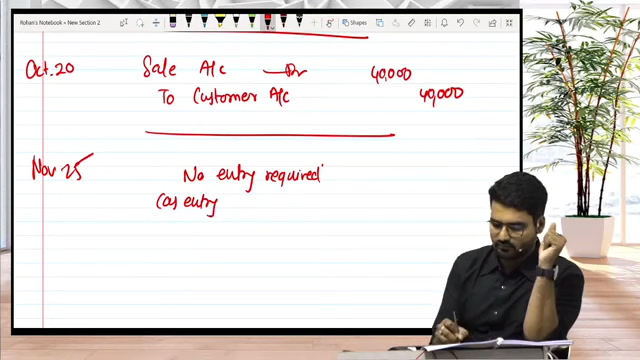 Rohan's Notebook » New Section 2
Shapes
Oct. 20 Sale A/c Dr 40,000
To Customer A/c 40,000
Nov 25 No entry required
(as entry